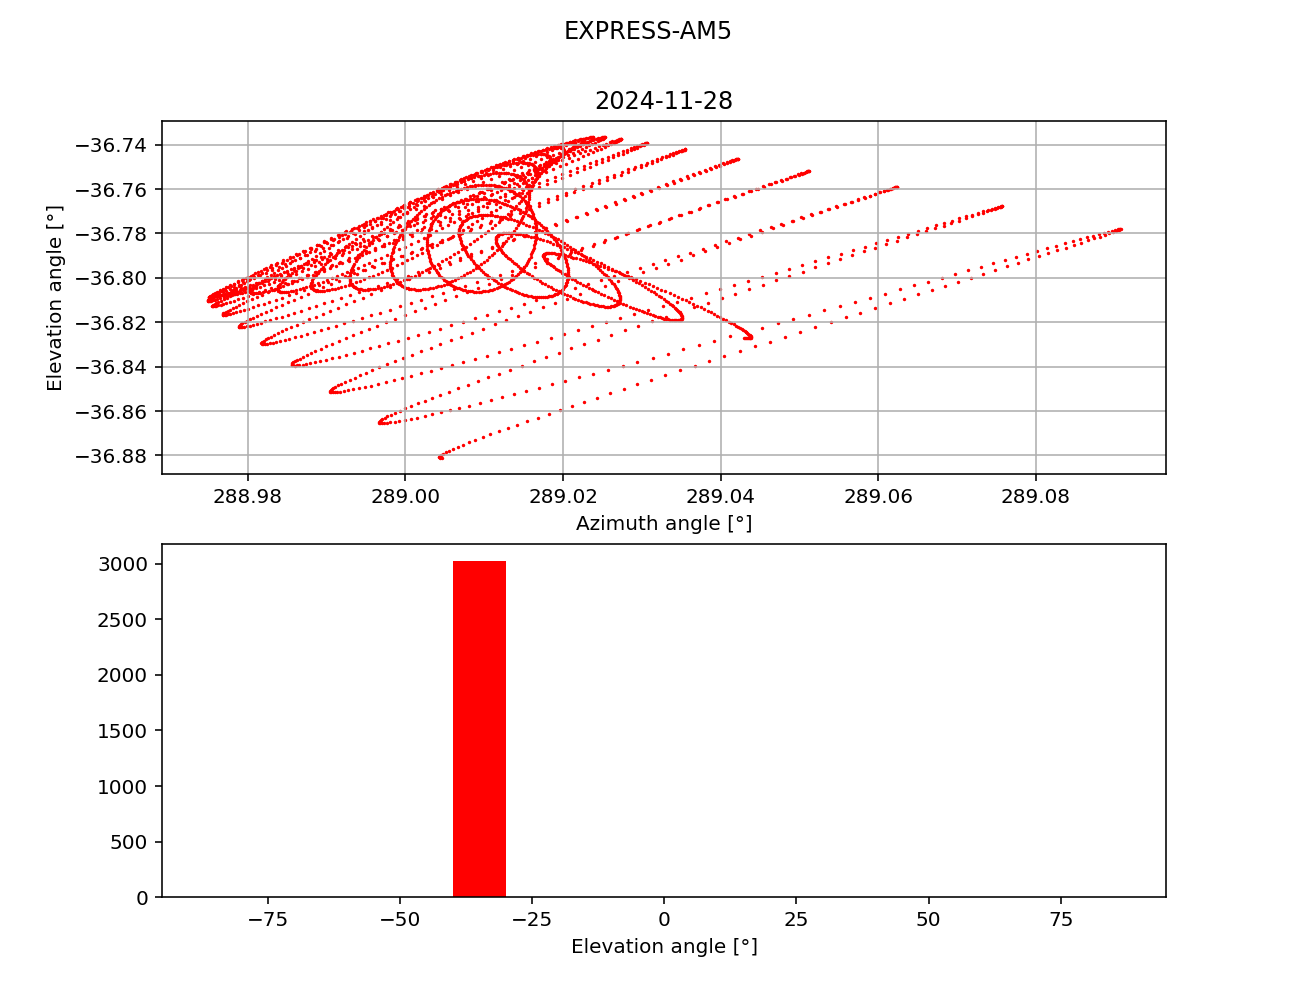 EXPRESS-AM5
2024-11-28
−36.74
−36.76
−36.78
−36.80
−36.82
−36.84
−36.86
−36.88
Elevation angle [°]
288.98 289.00 289.02 289.04 289.06 289.08
Azimuth angle [°]
3000
2500
2000
1500
1000
500
0
−75 −50 −25 0 25 50 75
Elevation angle [°]